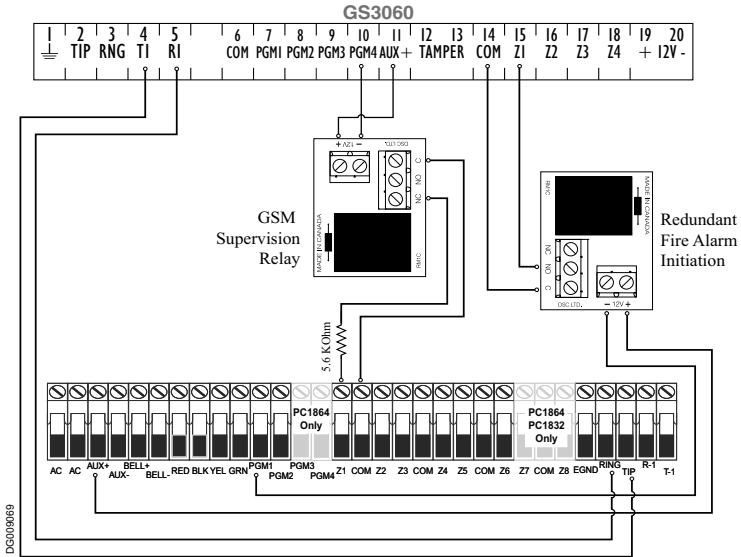 GS3060
1 2 3 4 5 6 7 8 9 10 11 12 13 14 15 16 17 18 19 20
TIP RNG T1 R1 COM PGM1 PGM2 PGM3 PGM4 AUX+ TAMPER COM Z1 Z2 Z3 Z4 + 12V -
+ 12V −
DSC LTD.
C
NO
NC
MADE IN CANADA
RM1C
GSM
Supervision
Relay
RM1C
MADE IN CANADA
NC
NO
C
DSC LTD.
− 12V +
Redundant
Fire Alarm
Initiation
5.6 KOhm
PC1864
Only
PC1864
PC1832
Only
AC AC AUX+ AUX- BELL+ BELL- RED BLK YEL GRN PGM1 PGM2 PGM3 PGM4 Z1 COM Z2 Z3 COM Z4 Z5 COM Z6 Z7 COM Z8 EGND RING TIP R-1 T-1
DG009069